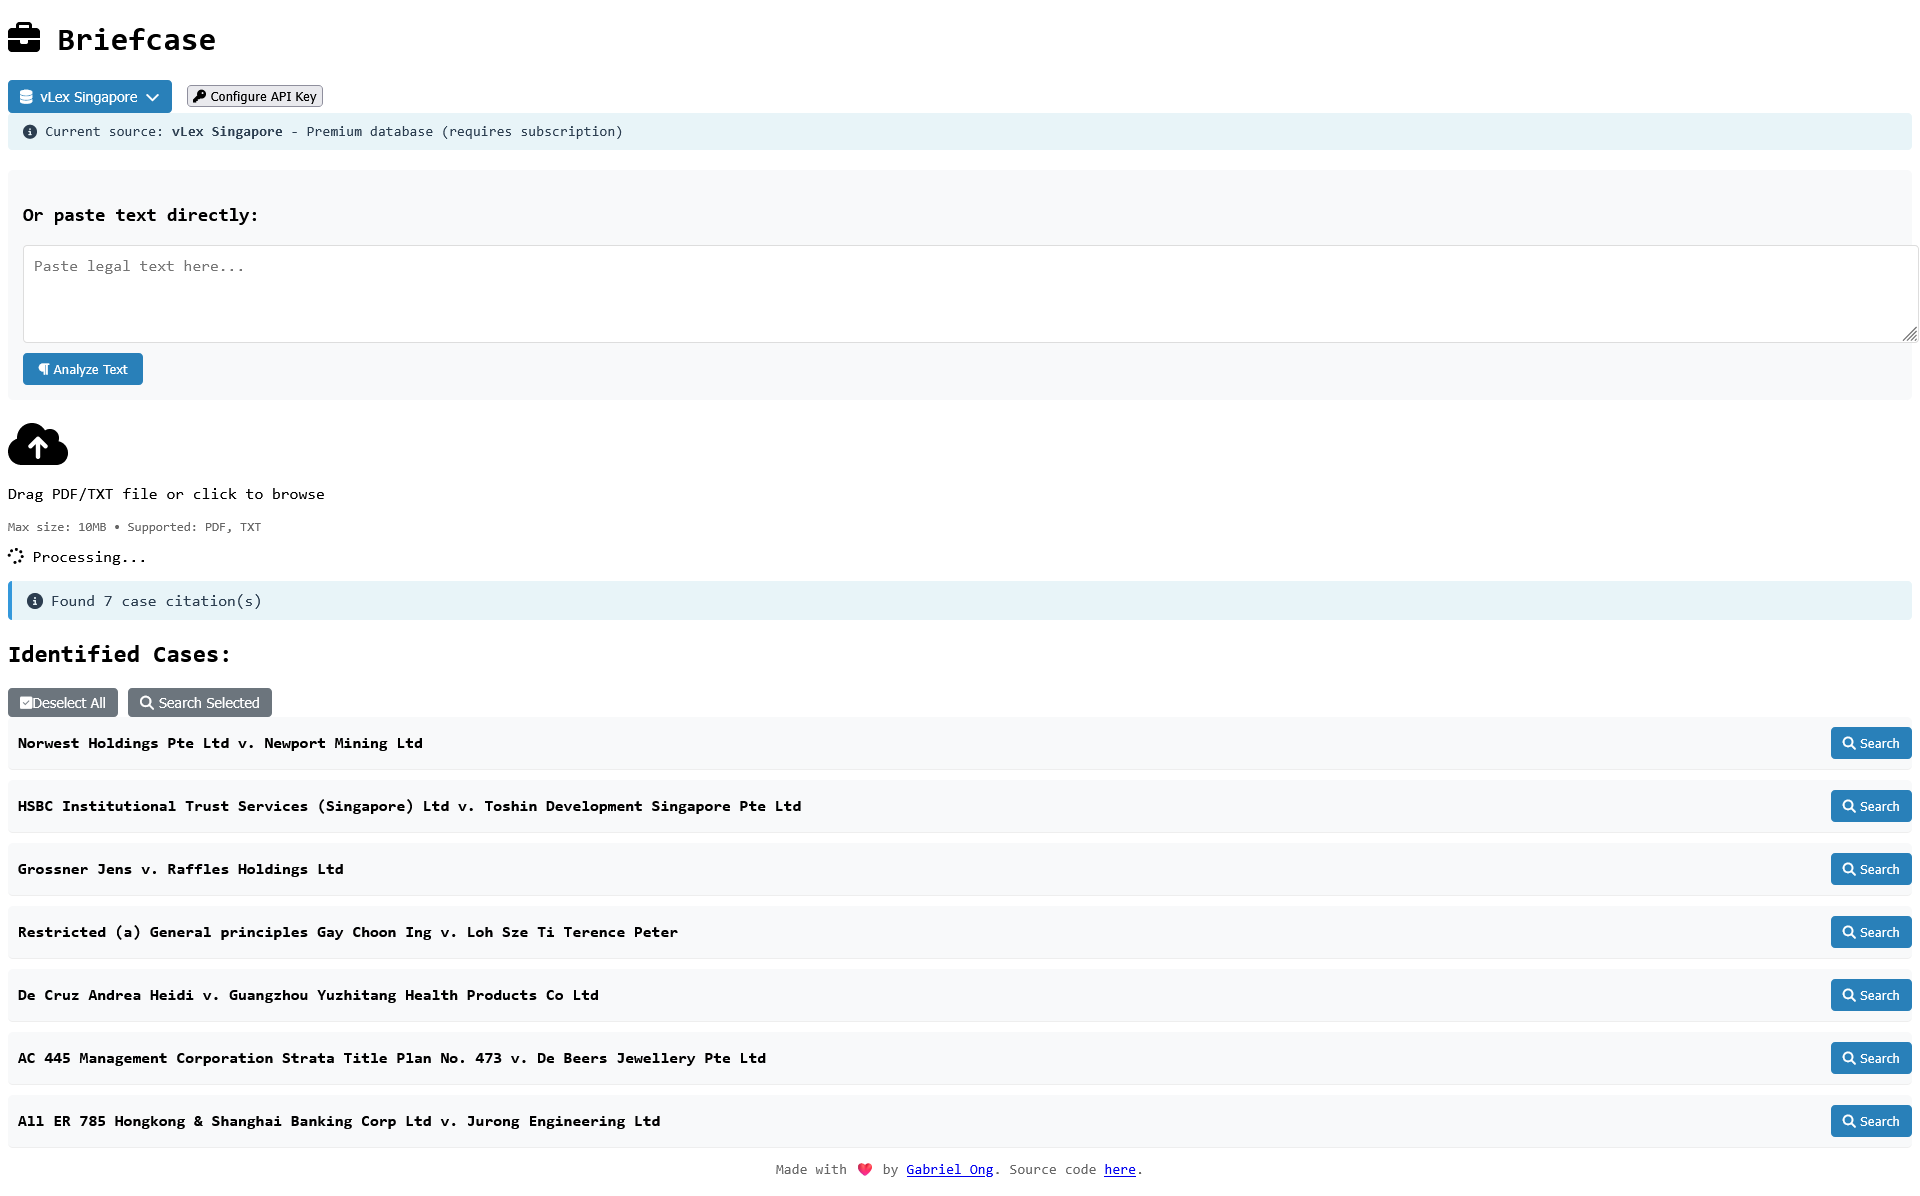 Briefcase
vLex Singapore
Configure API Key
Current source: vLex Singapore - Premium database (requires subscription)
Or paste text directly:
Paste legal text here...
Analyze Text
Drag PDF/TXT file or click to browse
Max size: 10MB • Supported: PDF, TXT
Processing...
Found 7 case citation(s)
Identified Cases:
Deselect All
Search Selected
Norwest Holdings Pte Ltd v. Newport Mining Ltd
Search
HSBC Institutional Trust Services (Singapore) Ltd v. Toshin Development Singapore Pte Ltd
Search
Grossner Jens v. Raffles Holdings Ltd
Search
Restricted (a) General principles Gay Choon Ing v. Loh Sze Ti Terence Peter
Search
De Cruz Andrea Heidi v. Guangzhou Yuzhitang Health Products Co Ltd
Search
AC 445 Management Corporation Strata Title Plan No. 473 v. De Beers Jewellery Pte Ltd
Search
All ER 785 Hongkong & Shanghai Banking Corp Ltd v. Jurong Engineering Ltd
Search
Made with ❤️ by Gabriel Ong. Source code here.